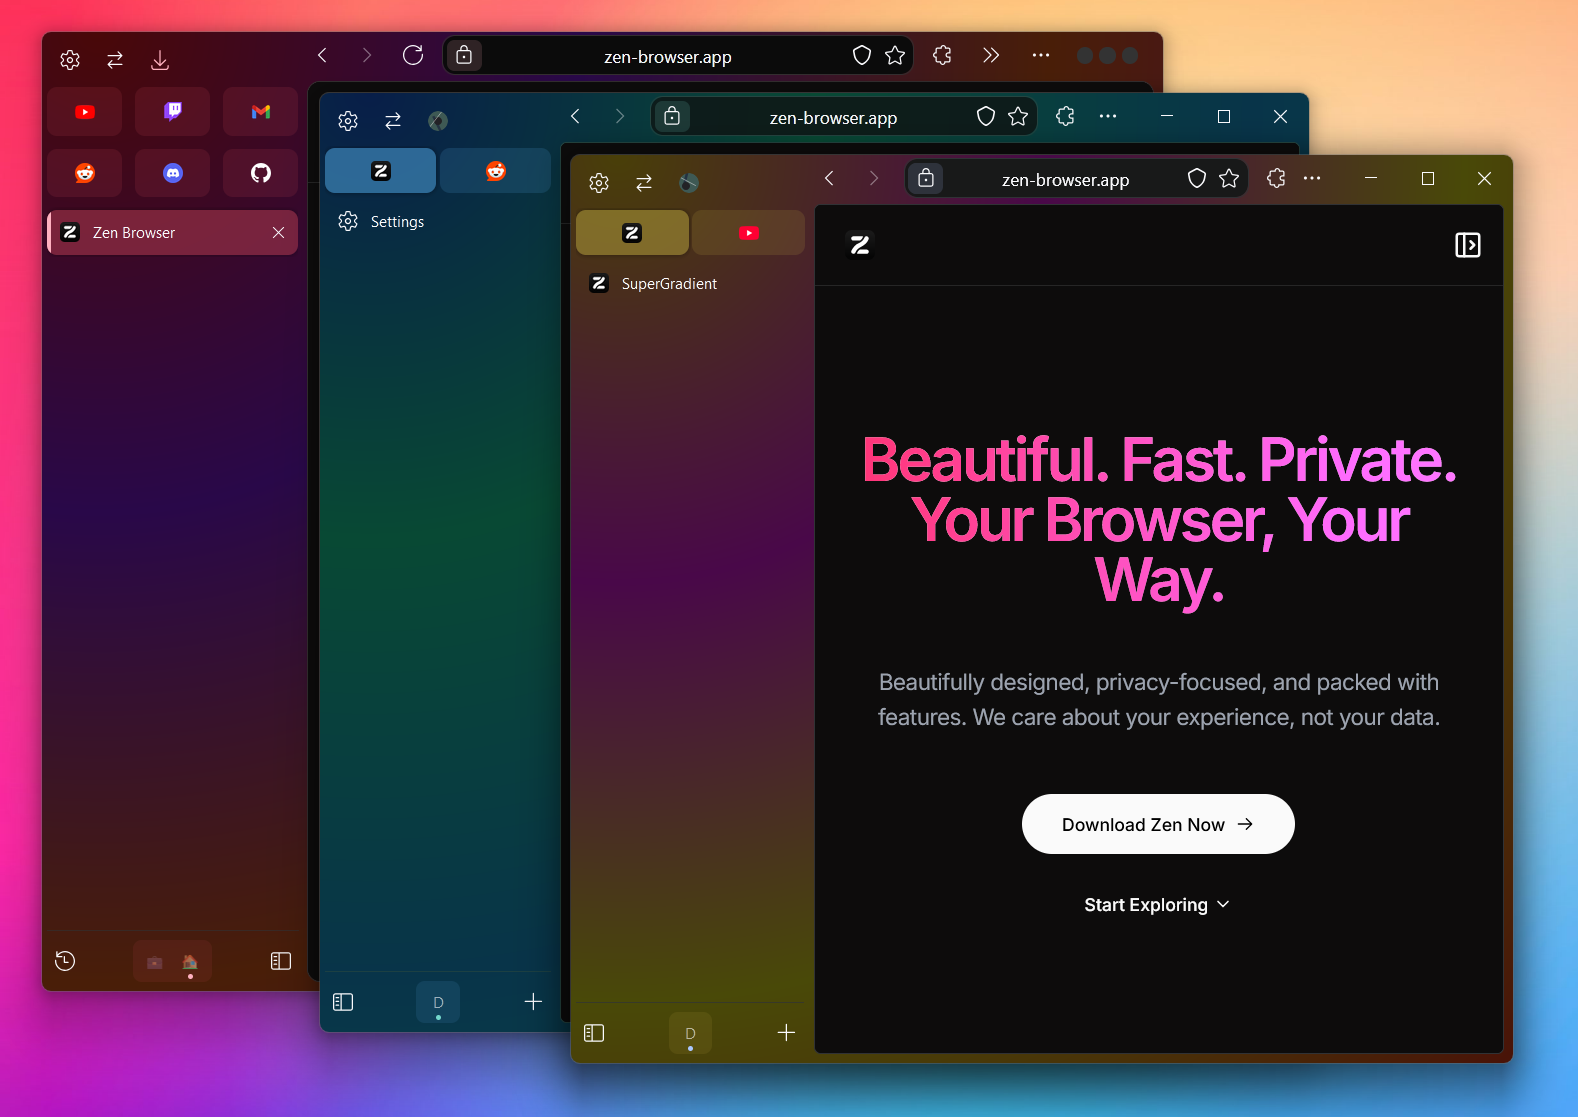 zen-browser.app
Zen Browser
zen-browser.app
Settings
D
zen-browser.app
SuperGradient
D
Beautiful. Fast. Private.
Your Browser, Your
Way.
Beautifully designed, privacy-focused, and packed with
features. We care about your experience, not your data.
Download Zen Now
Start Exploring